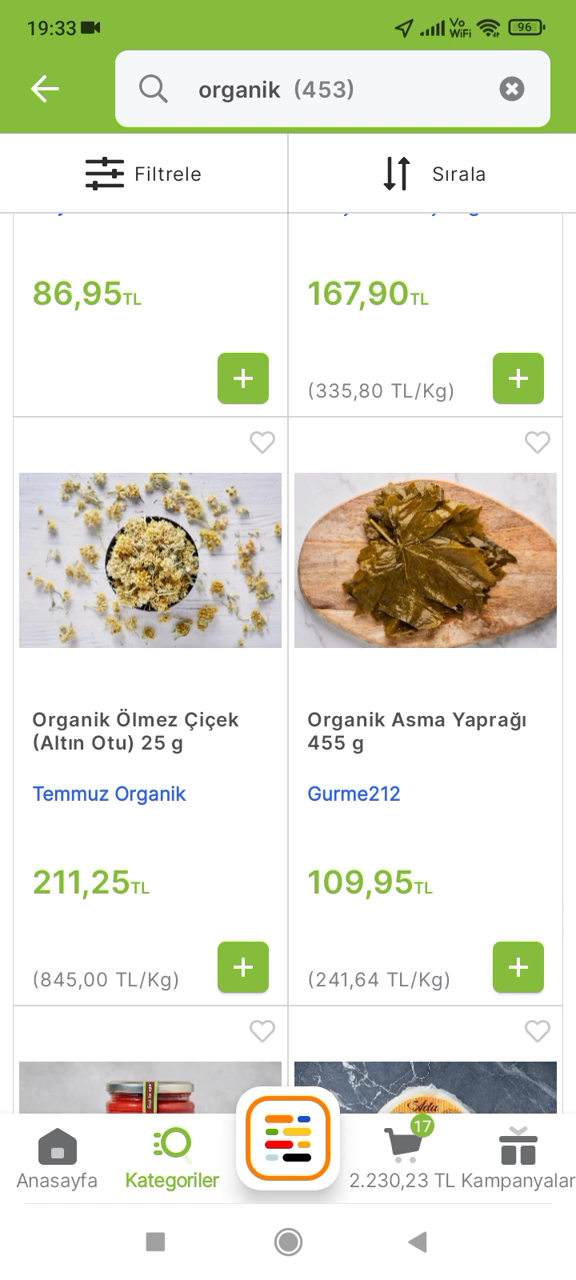 19:33
Vo
WiFi
96
organik (453)
Filtrele
Sırala
86,95TL
167,90TL
(335,80 TL/Kg)
Organik Ölmez Çiçek
(Altın Otu) 25 g
Organik Asma Yaprağı
455 g
Temmuz Organik
Gurme212
211,25TL
109,95TL
(845,00 TL/Kg)
(241,64 TL/Kg)
17
Anasayfa
Kategoriler
2.230,23 TL
Kampanyalar